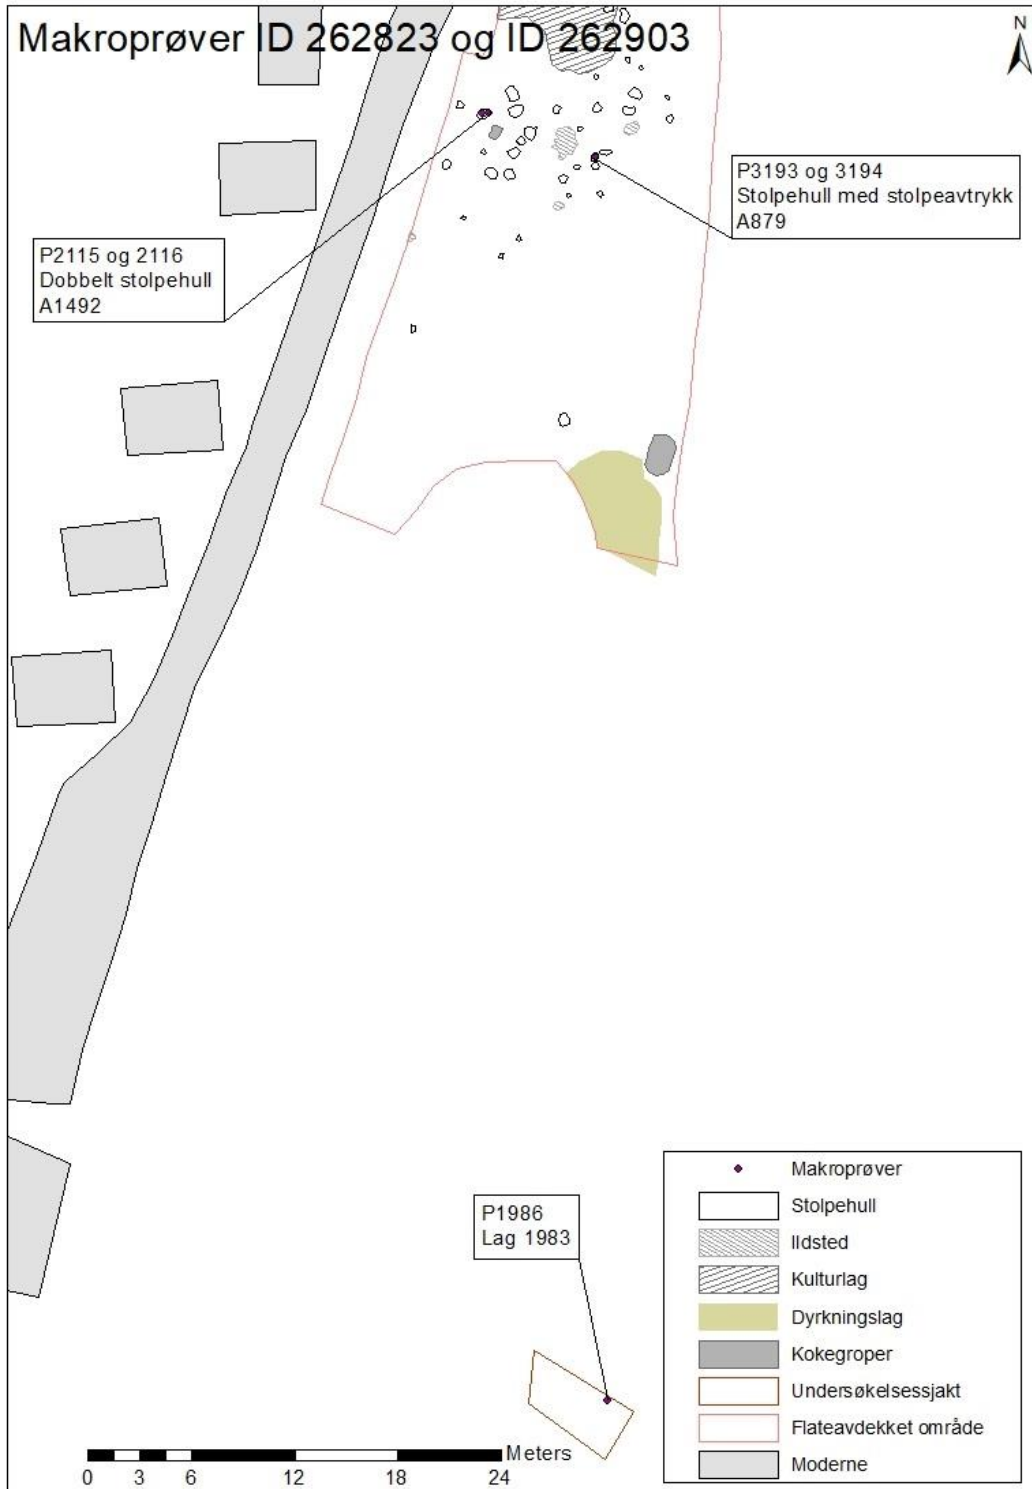 Makroprøver ID 262823 og ID 262903
N
P3193 og 3194
Stolpehull med stolpeavtrykk
A879
P2115 og 2116
Dobbelt stolpehull
A1492
P1986
Lag 1983
Makroprøver
Stolpehull
Ildsted
Kulturlag
Dyrkningslag
Kokegroper
Undersøkelsessjakt
Flateavdekket område
Moderne
Meters
0 3 6 12 18 24